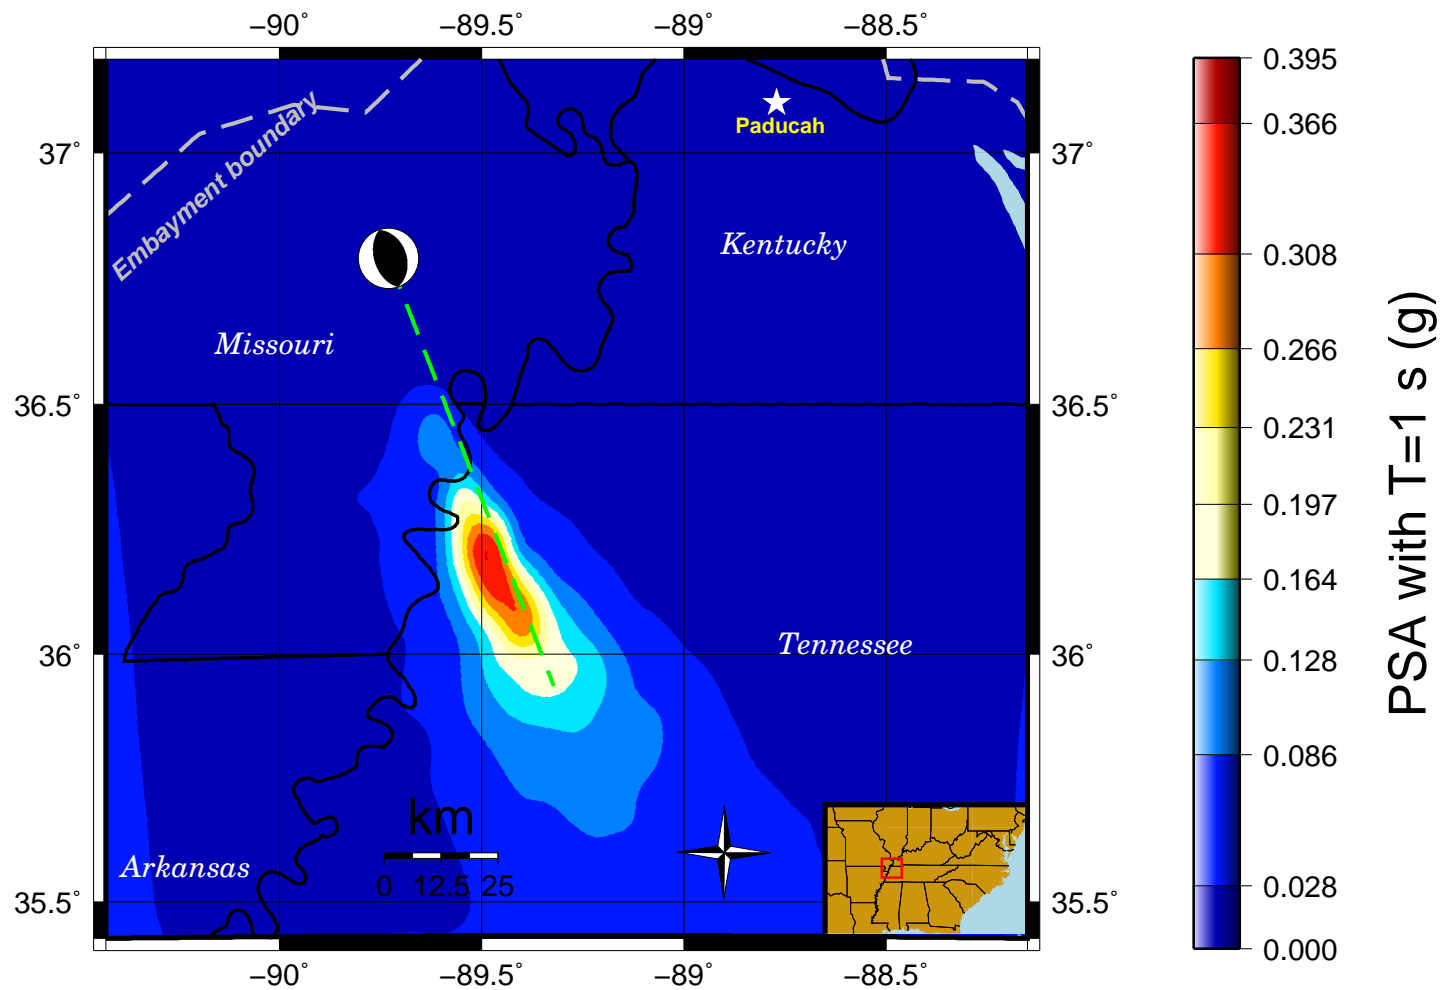 −90˚ −89.5˚ −89˚ −88.5˚
0.395
0.366
Paducah
37˚ 37˚
Embayment boundary
Kentucky
0.308
Missouri
0.266
36.5˚ 36.5˚
0.231
0.197
0.164
PSA with T=1 s (g)
36˚ Tennessee 36˚
0.128
0.086
km
Arkansas
0 12.5 25
0.028
35.5˚ 35.5˚
0.000
−90˚ −89.5˚ −89˚ −88.5˚